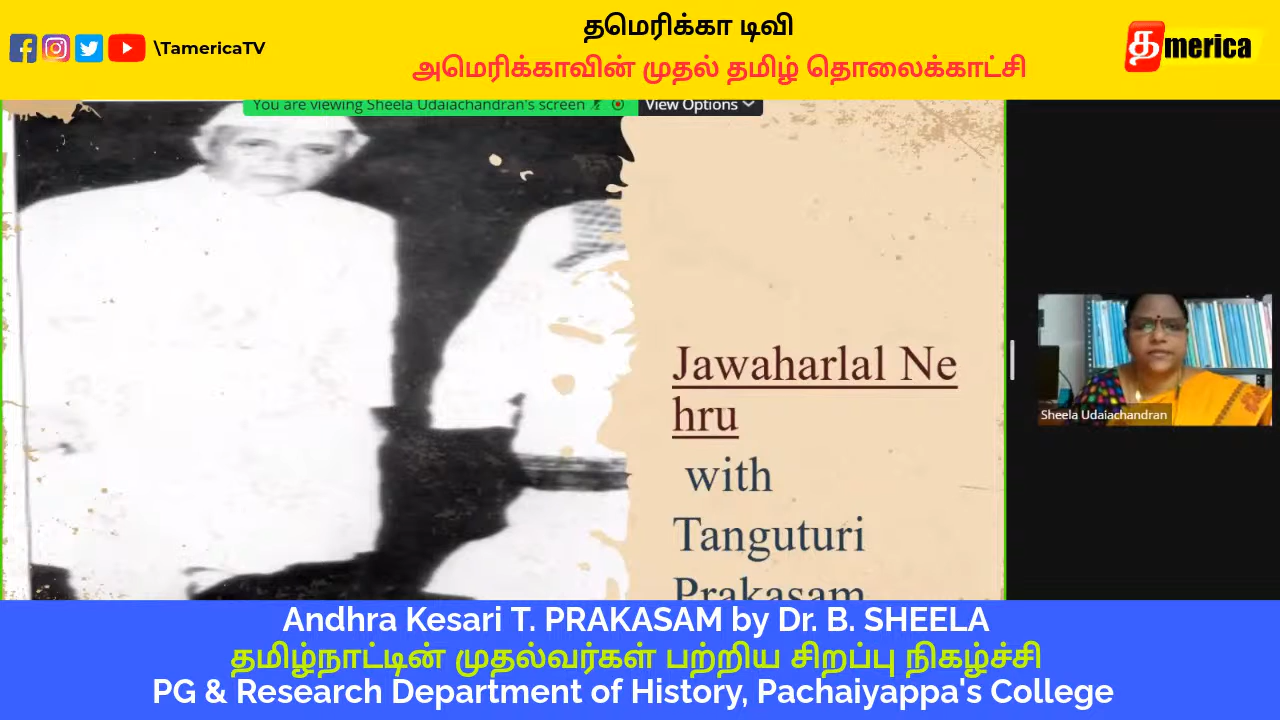 \TamericaTV
தமெரிக்கா டிவி
அமெரிக்காவின் முதல் தமிழ் தொலைக்காட்சி
தmerica
You are viewing Sheela Udaiachandran's screen
View Options
Jawaharlal Ne
hru
with
Tanguturi
Prakasam
Sheela Udaiachandran
Andhra Kesari T. PRAKASAM by Dr. B. SHEELA
தமிழ்நாட்டின் முதல்வர்கள் பற்றிய சிறப்பு நிகழ்ச்சி
PG & Research Department of History, Pachaiyappa's College